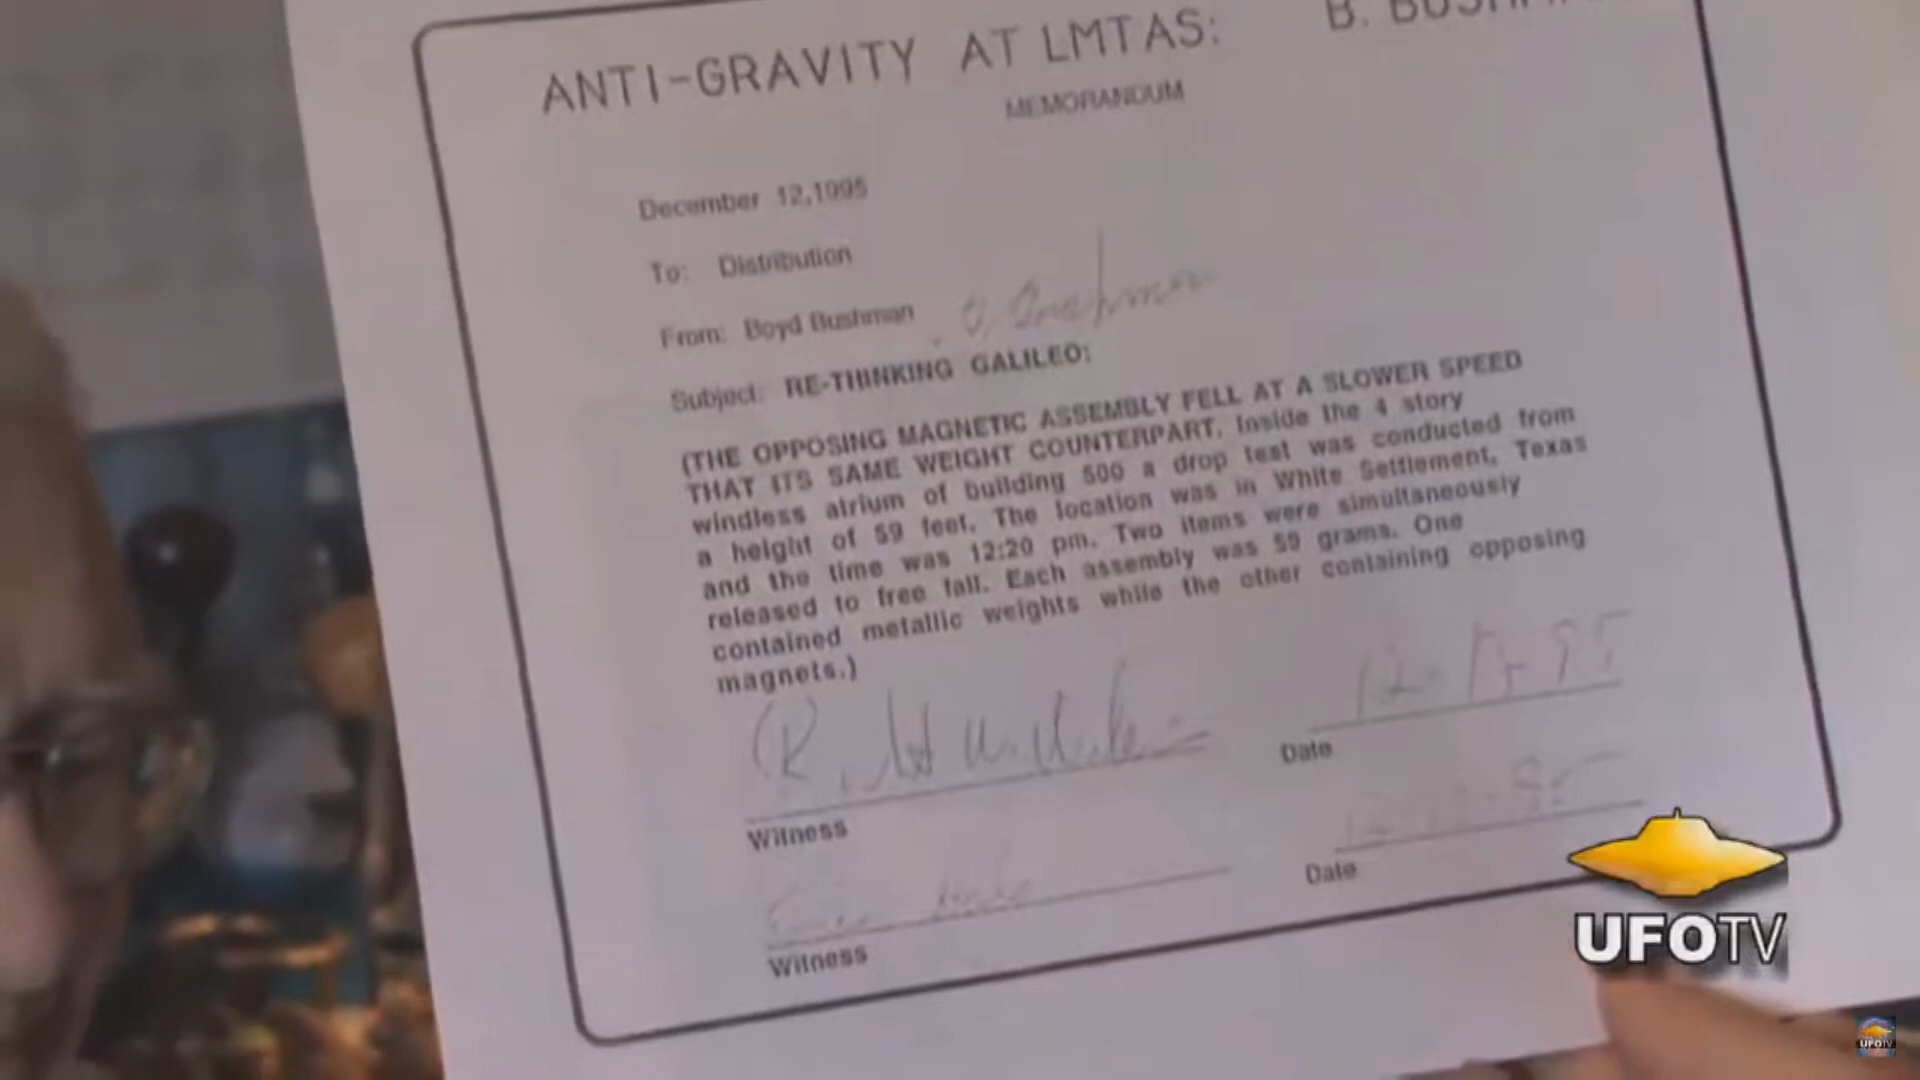 ANTI-GRAVITY AT LMTAS: B.
MEMORANDUM
December 12,1995
To: Distribution
From: Boyd Bushman
Subject: RE-THINKING GALILEO:
(THE OPPOSING MAGNETIC ASSEMBLY FELL AT A SLOWER SPEED
THAT ITS SAME WEIGHT COUNTERPART. Inside the 4 story
windless atrium of building 500 a drop test was conducted from
a height of 59 feet. The location was in White Settlement, Texas
and the time was 12:20 pm. Two items were simultaneously
released to free fall. Each assembly was 50 grams. One
contained metallic weights while the other containing opposing
magnets.)
Witness
Date
Witness
Date
UFOTV
UFOTV